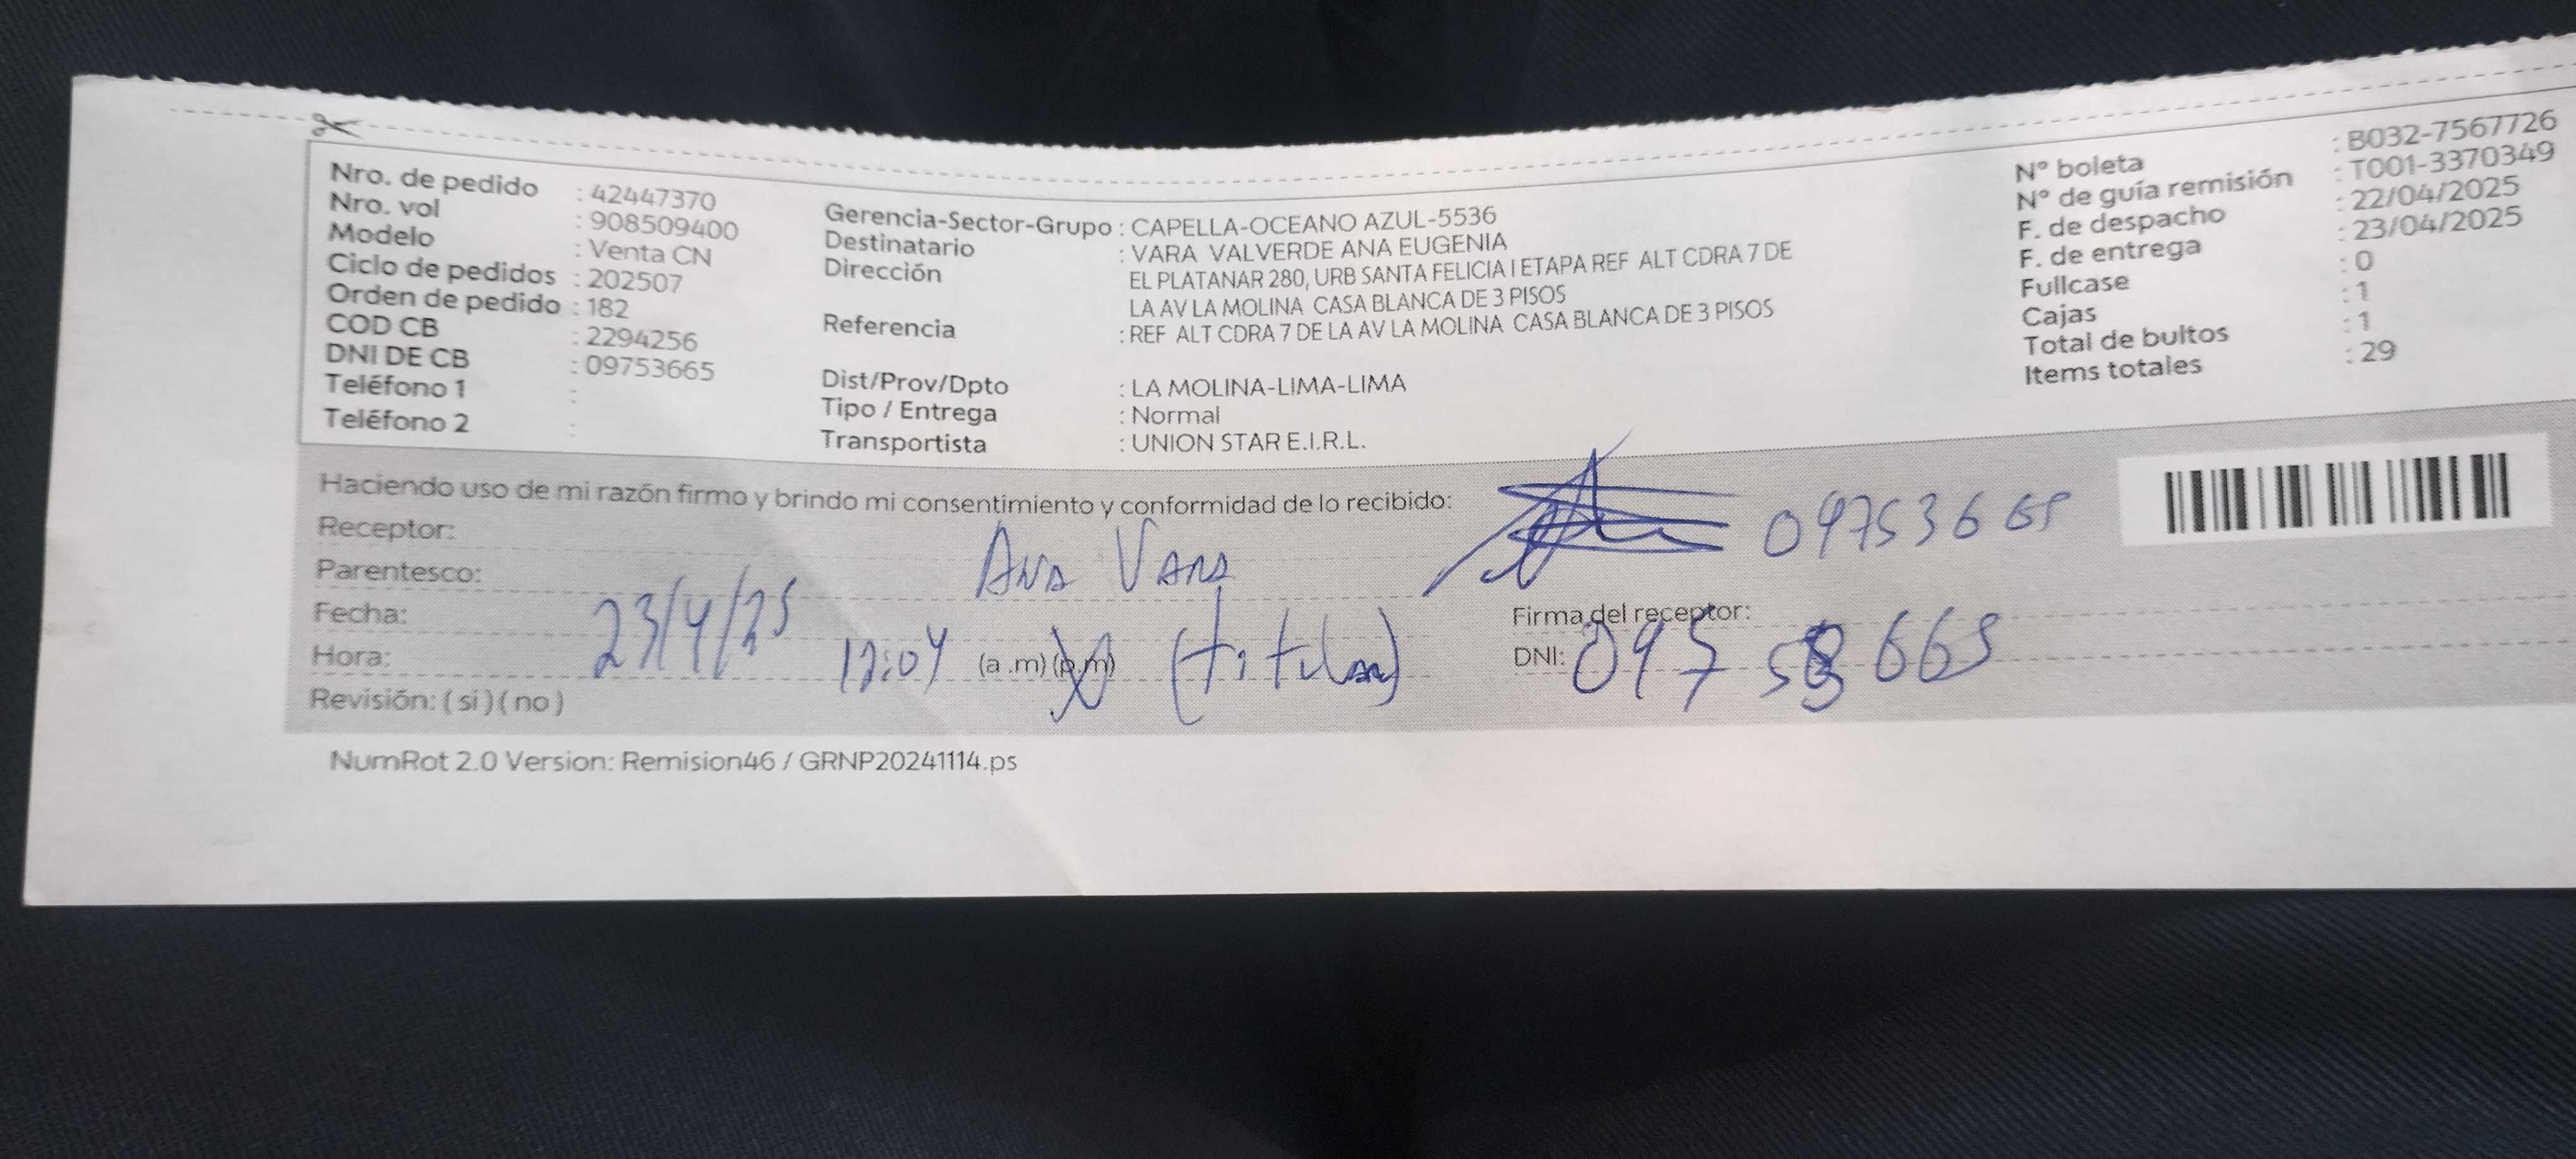 Nro. de pedido : 42447370
Nro. vol : 908509400
Modelo : Venta CN
Ciclo de pedidos : 202507
Orden de pedido : 182
COD CB : 2294256
DNI DE CB : 09753665
Teléfono 1 :
Teléfono 2 :
Gerencia-Sector-Grupo : CAPELLA-OCEANO AZUL-5536
Destinatario : VARA VALVERDE ANA EUGENIA
Dirección EL PLATANAR 280, URB SANTA FELICIA I ETAPA REF ALT CDRA 7 DE
LA AV LA MOLINA CASA BLANCA DE 3 PISOS
Referencia : REF ALT CDRA 7 DE LA AV LA MOLINA CASA BLANCA DE 3 PISOS
Dist/Prov/Dpto : LA MOLINA-LIMA-LIMA
Tipo / Entrega : Normal
Transportista : UNION STAR E.I.R.L.
N° boleta : B032-7567726
N° de guía remisión : T001-3370349
F. de despacho : 22/04/2025
F. de entrega : 23/04/2025
Fullcase : 0
Cajas : 1
Total de bultos : 1
Items totales : 29
Haciendo uso de mi razón firmo y brindo mi consentimiento y conformidad de lo recibido:
09753665
Receptor: Ana Vara
Parentesco: (titular)
Fecha: 23/4/25
Hora: 12:04 (a .m) (p.m)
Revisión: ( si ) ( no )
Firma del receptor:
DNI: 09753665
NumRot 2.0 Version: Remision46 / GRNP20241114.ps